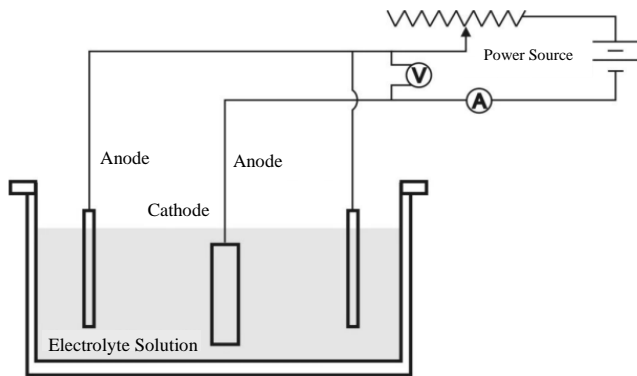 Power Source
V
A
Anode
Anode
Cathode
Electrolyte Solution